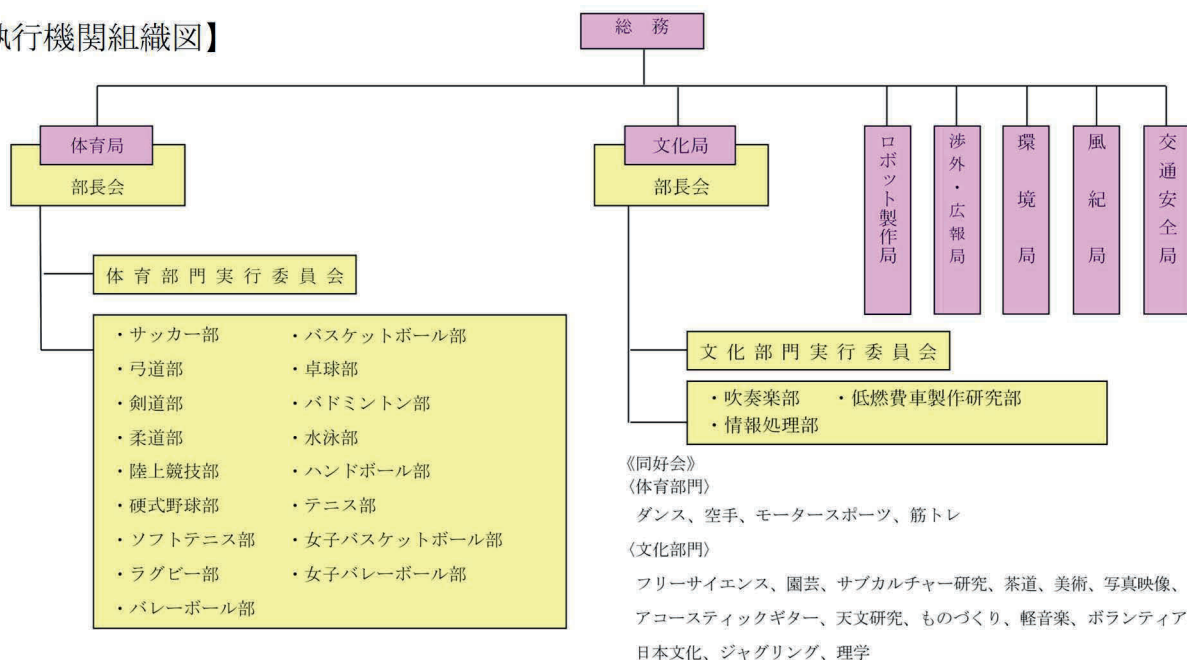 執行機関組織図】
総 務
体育局
部長会
文化局
部長会
ロボット製作局
渉外・広報局
環境局
風紀局
交通安全局
体育部門実行委員会
・サッカー部
・バスケットボール部
・弓道部
・卓球部
・剣道部
・バドミントン部
・柔道部
・水泳部
・陸上競技部
・ハンドボール部
・硬式野球部
・テニス部
・ソフトテニス部
・女子バスケットボール部
・ラグビー部
・女子バレーボール部
・バレーボール部
文化部門実行委員会
・吹奏楽部 ・低燃費車製作研究部
・情報処理部
《同好会》
〈体育部門〉
ダンス、空手、モータースポーツ、筋トレ
〈文化部門〉
フリーサイエンス、園芸、サブカルチャー研究、茶道、美術、写真映像、
アコースティックギター、天文研究、ものづくり、軽音楽、ボランティア
日本文化、ジャグリング、理学